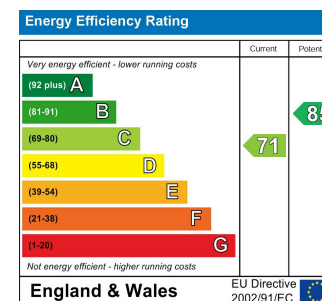 Energy Efficiency Rating
Current
Very energy efficient - lower running costs
(92 plus) A
(81-91) B
(69-80) C
71
(55-68) D
(39-54) E
(21-38) F
(1-20) G
Not energy efficient - higher running costs
England & Wales
EU Directive
2002/91/EC